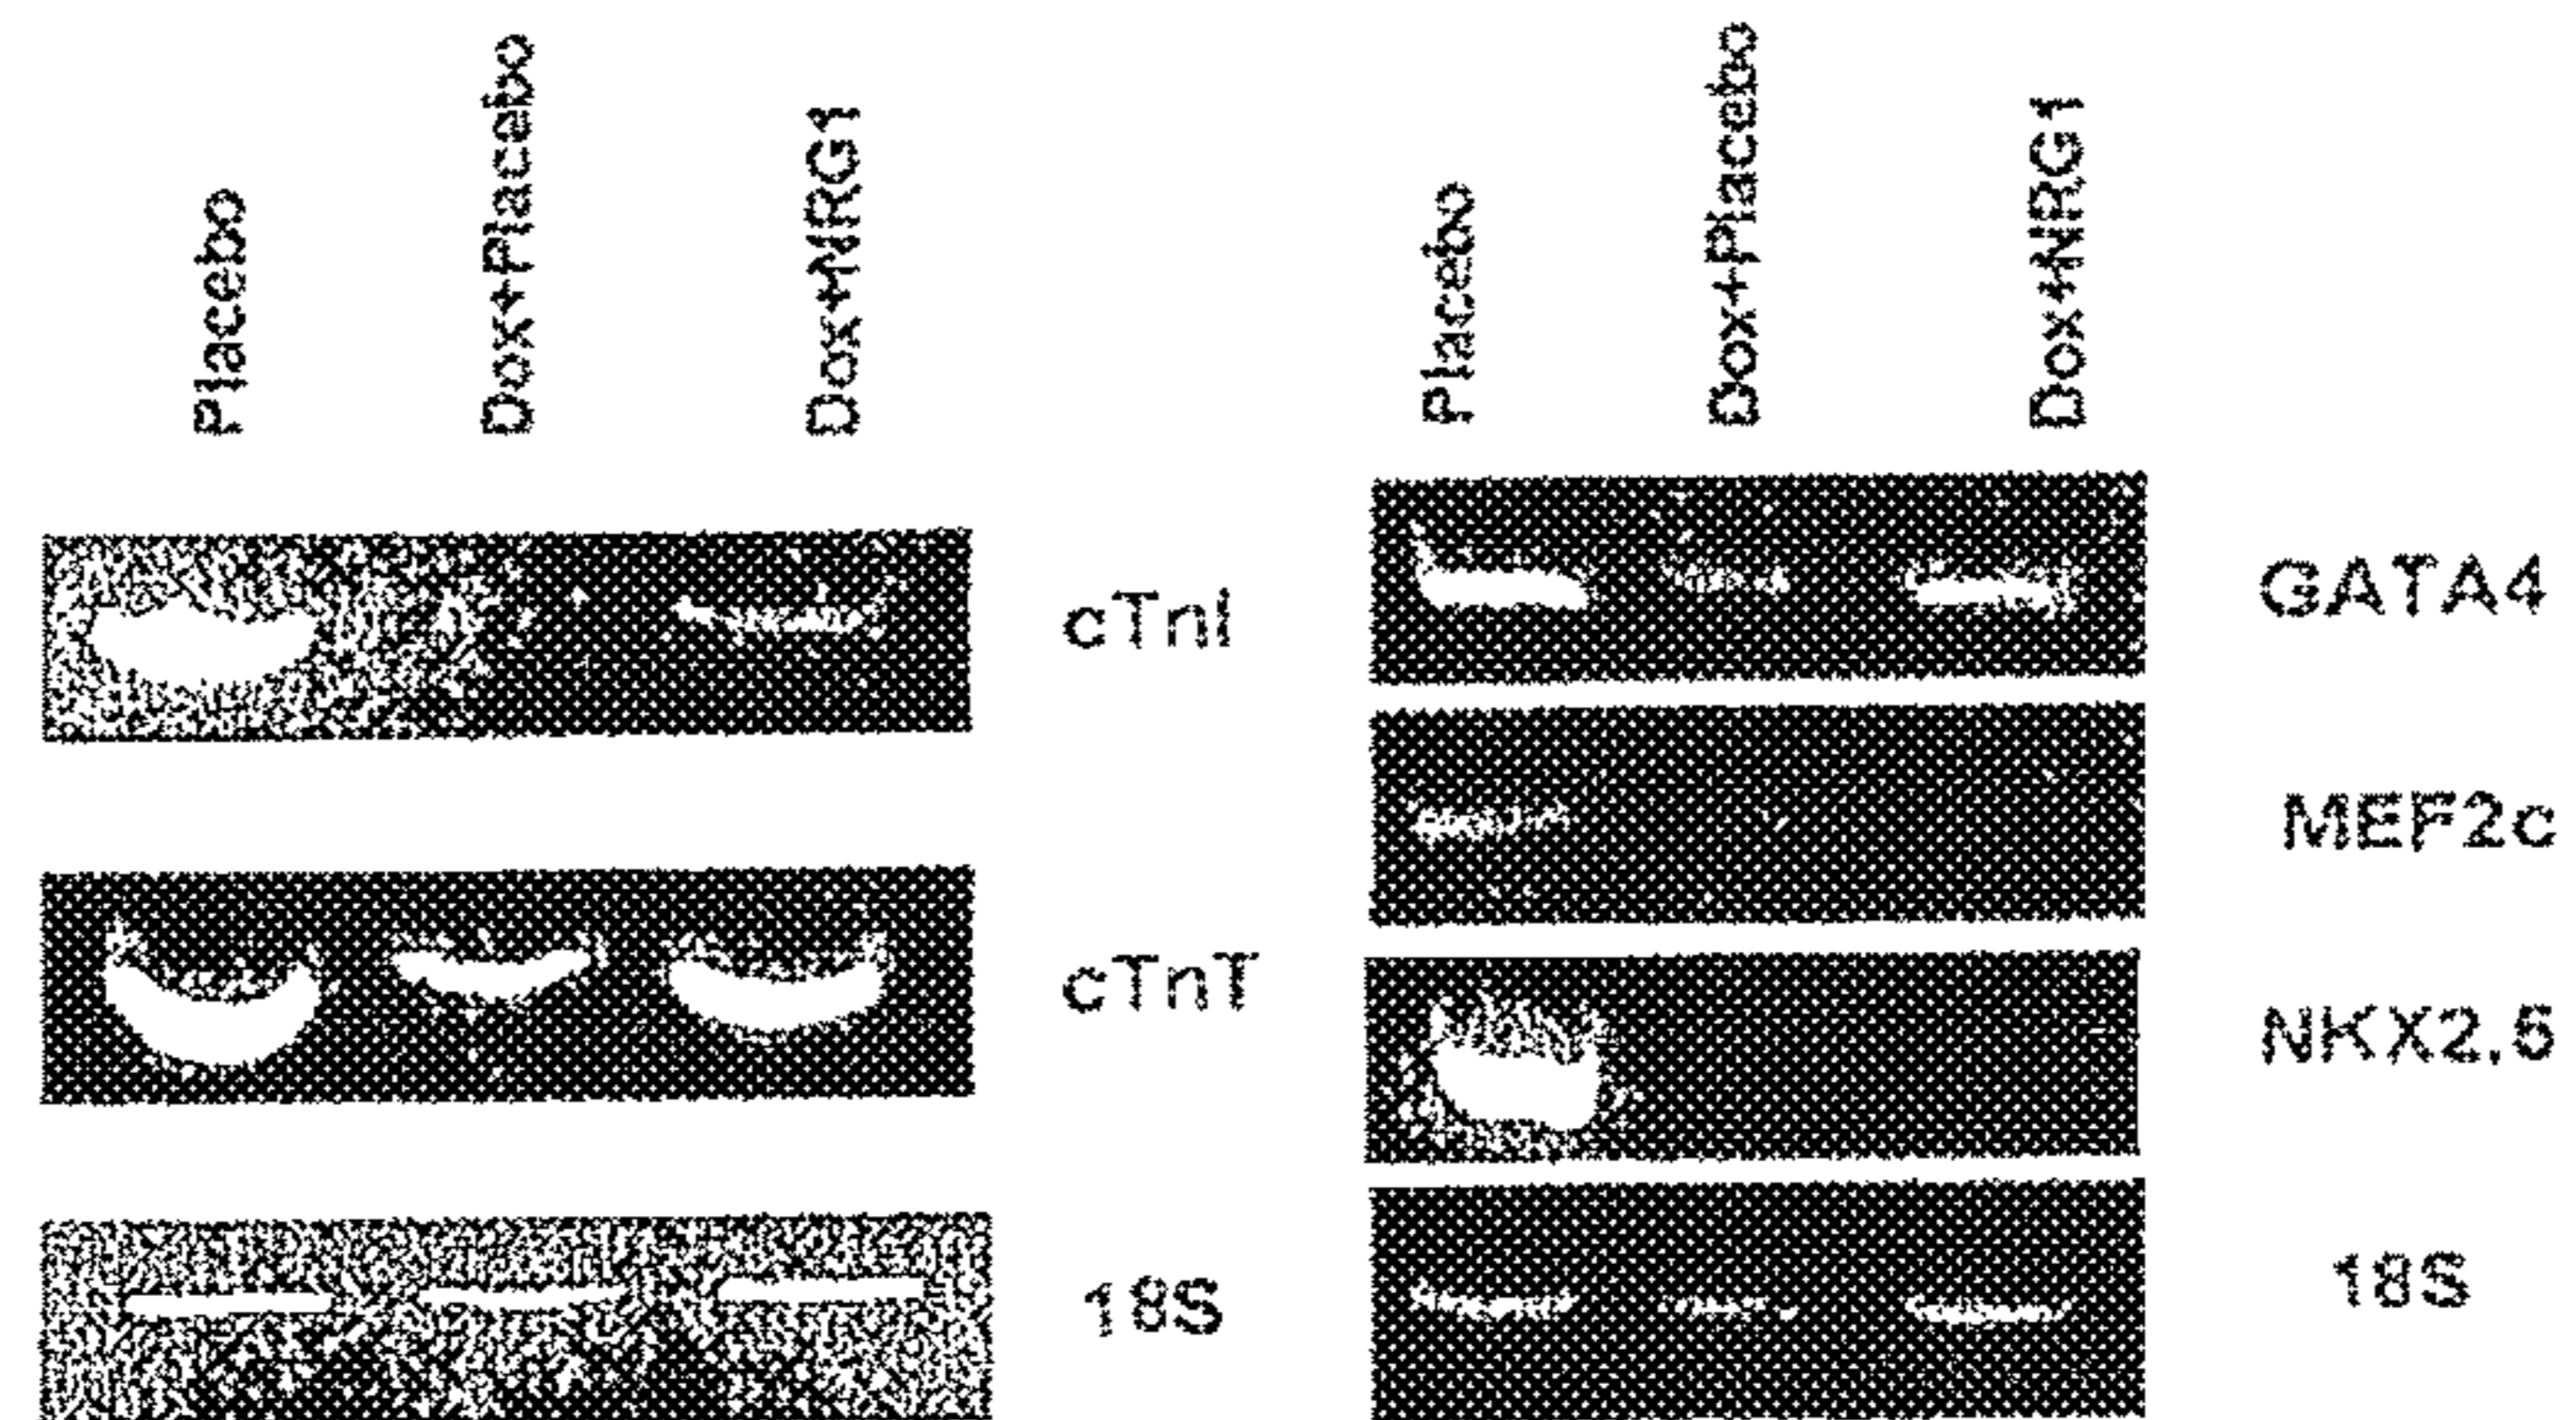 Placebo
Dox+Placebo
Dox+NRG1
cTnI
cTnT
18S
Placebo
Dox+Placebo
Dox+NRG1
GATA4
MEF2c
NKX2.5
18S